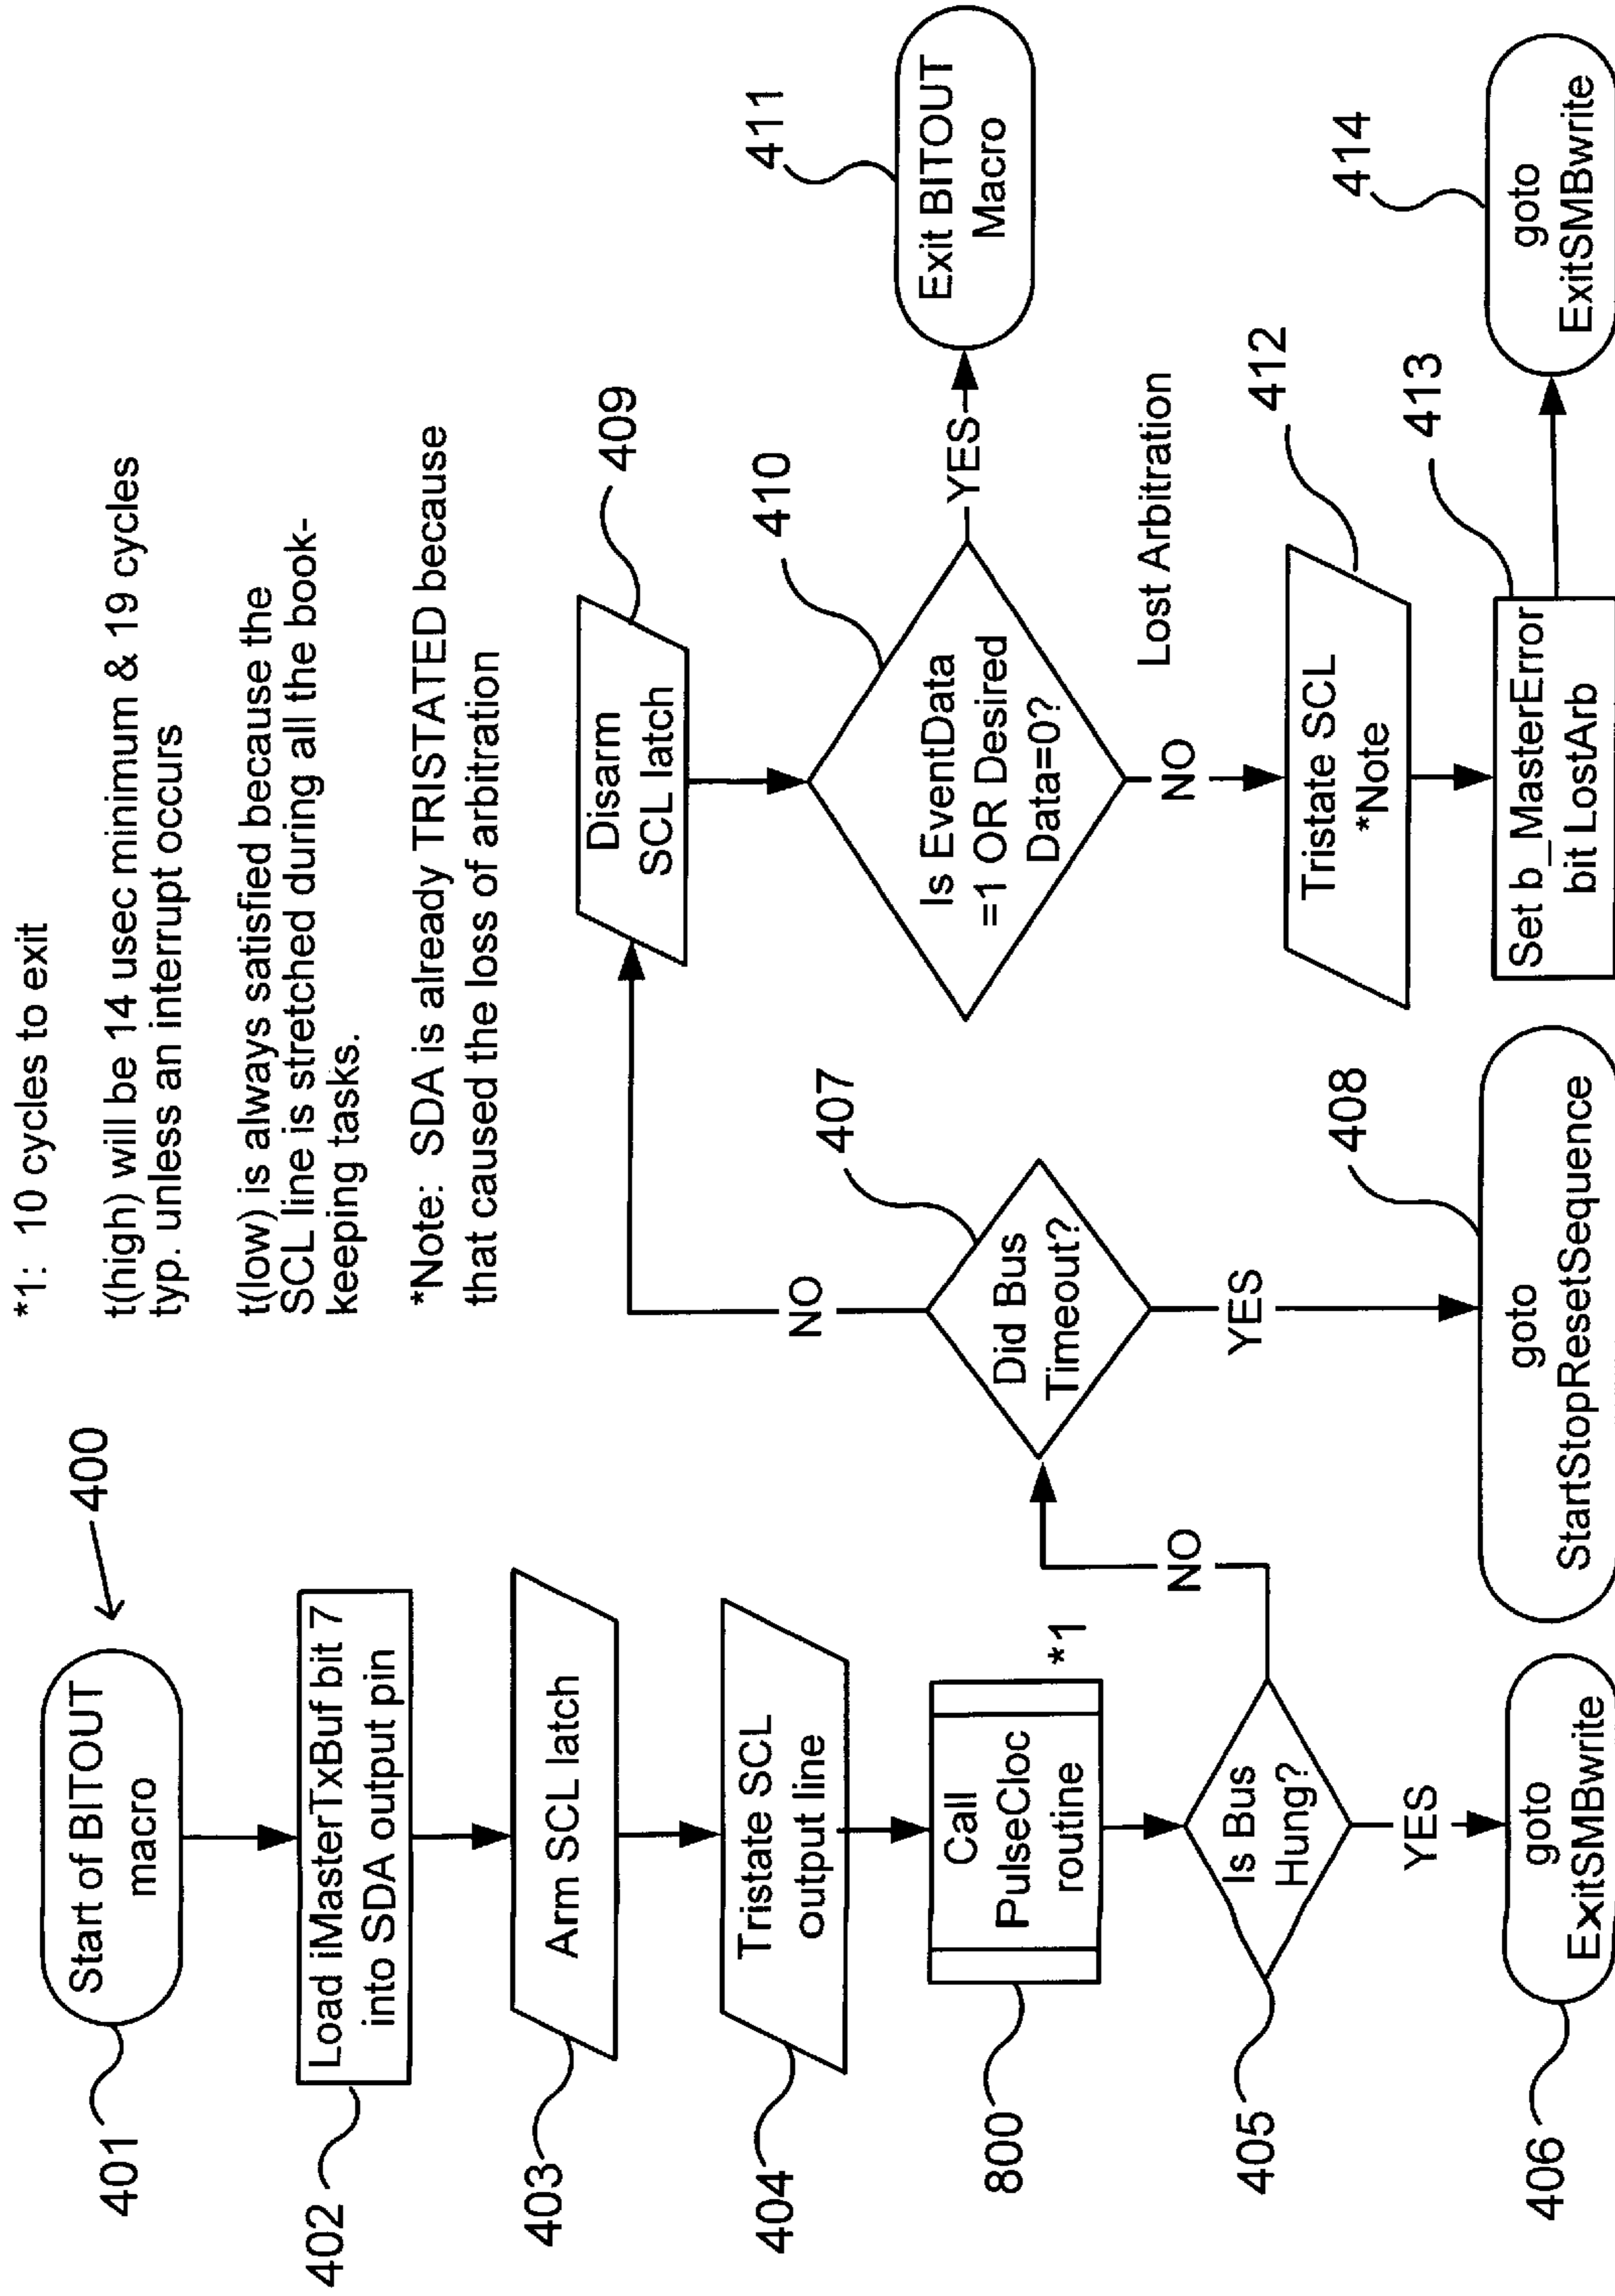 400
Start of BITOUT
macro
401
Load iMasterTxBuf bit 7
into SDA output pin
402
Arm SCL latch
403
Tristate SCL
output line
404
Call
PulseCloc
routine
*1
800
Is Bus
Hung?
405
NO
YES
goto
ExitSMBwrite
406
*1: 10 cycles to exit
t(high) will be 14 usec minimum & 19 cycles
typ. unless an interrupt occurs
t(low) is always satisfied because the
SCL line is stretched during all the book-
keeping tasks.
*Note: SDA is already TRISTATED because
that caused the loss of arbitration
Did Bus
Timeout?
407
NO
YES
goto
StartStopResetSequence
408
Disarm
SCL latch
409
Is EventData
=1 OR Desired
Data=0?
410
YES
Exit BITOUT
Macro
411
NO
Lost Arbitration
Tristate SCL
*Note
412
Set b_MasterError
bit LostArb
413
goto
ExitSMBwrite
414